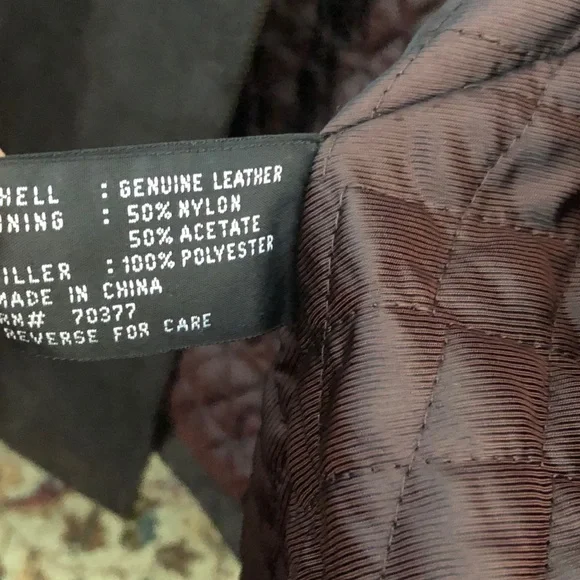 HELL : GENUINE LEATHER
NING : 50% NYLON
50% ACETATE
ILLER : 100% POLYESTER
MADE IN CHINA
RN# 70377
REVERSE FOR CARE